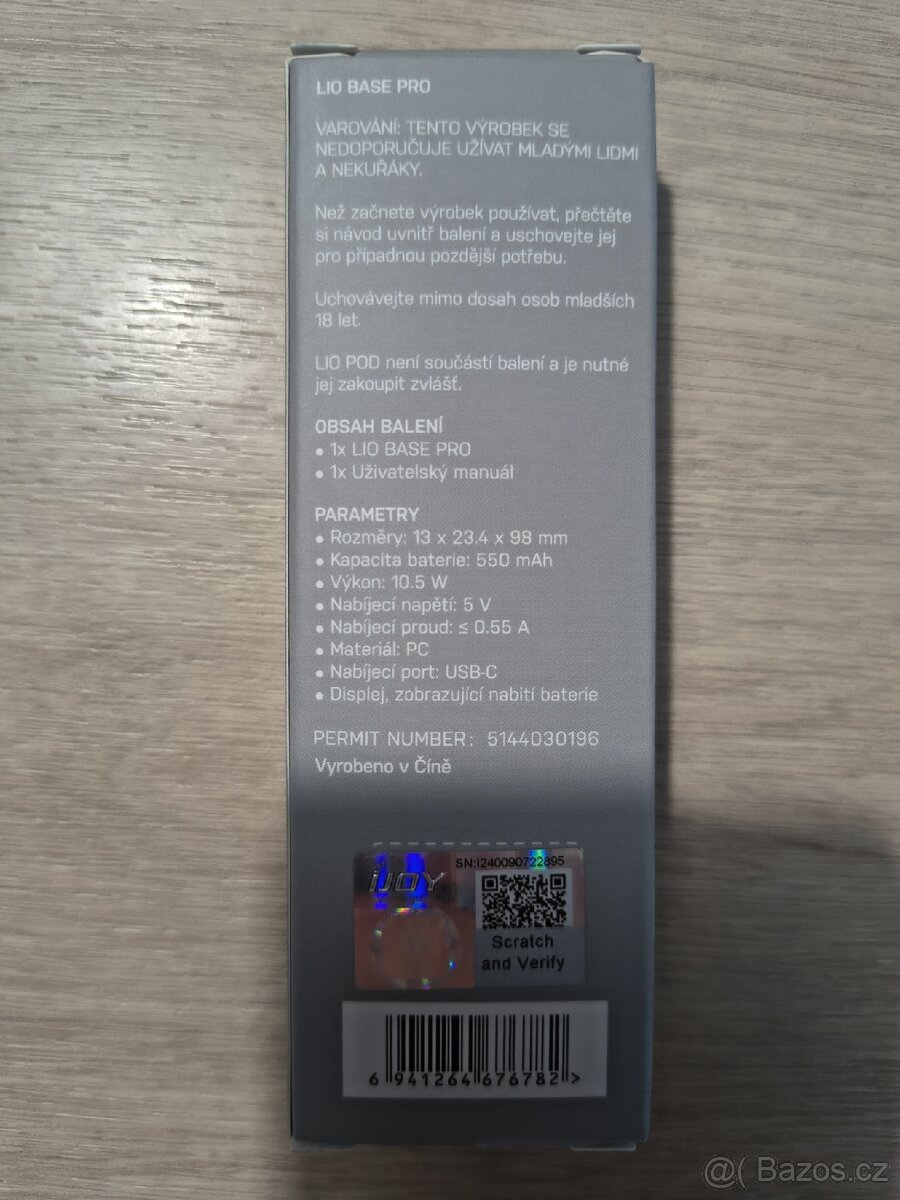 LIO BASE PRO
VAROVÁNÍ: TENTO VÝROBEK SE
NEDOPORUČUJE UŽÍVAT MLADÝMI LIDMI
A NEKUŘÁKY.
Než začnete výrobek používat, přečtěte
si návod uvnitř balení a uschovejte jej
pro případnou pozdější potřebu.
Uchovávejte mimo dosah osob mladších
18 let.
LIO POD není součástí balení a je nutné
jej zakoupit zvlášť.
OBSAH BALENÍ
• 1x LIO BASE PRO
• 1x Uživatelský manuál
PARAMETRY
• Rozměry: 13 x 23.4 x 98 mm
• Kapacita baterie: 550 mAh
• Výkon: 10.5 W
• Nabíjecí napětí: 5 V
• Nabíjecí proud: ≤ 0.55 A
• Materiál: PC
• Nabíjecí port: USB-C
• Displej, zobrazující nabití baterie
PERMIT NUMBER: 5144030196
Vyrobeno v Číně
SN:I240090722895
iJOY
Scratch
and Verify
6 941264 676782 >
@( Bazos.cz